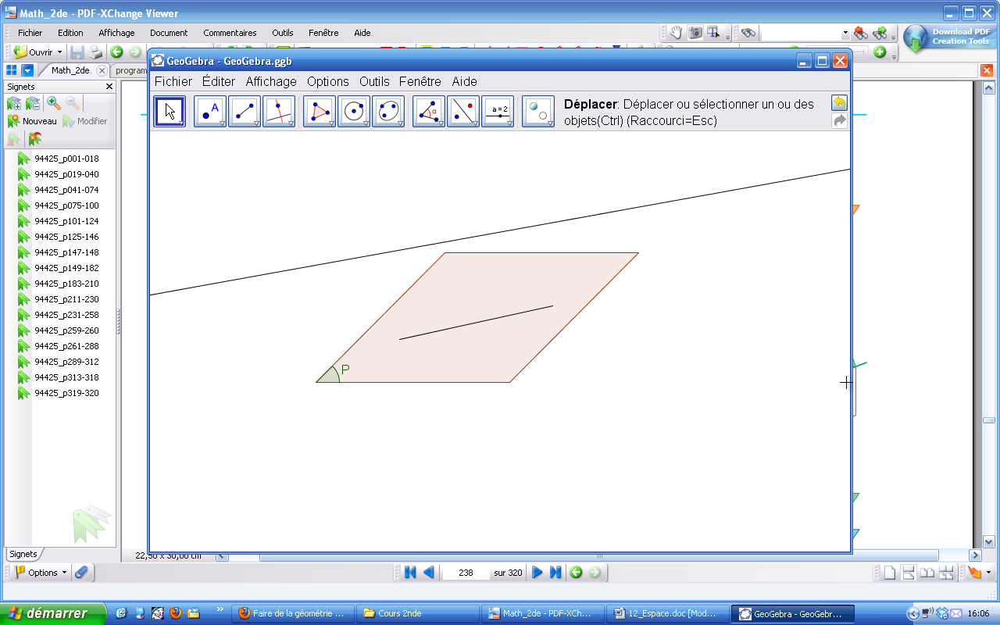 Math_2de - PDF-XChange Viewer
Fichier Edition Affichage Document Commentaires Outils Fenêtre Aide
Download PDF
Creation Tools
Ouvrir
Math_2de
program
Signets
Nouveau Modifier
94425_p001-018
94425_p019-040
94425_p041-074
94425_p075-100
94425_p101-124
94425_p125-146
94425_p147-148
94425_p149-182
94425_p183-210
94425_p211-230
94425_p231-258
94425_p259-260
94425_p261-288
94425_p289-312
94425_p313-318
94425_p319-320
Signets
GeoGebra - GeoGebra.ggb
Fichier Éditer Affichage Options Outils Fenêtre Aide
A
α
a = 2
Déplacer: Déplacer ou sélectionner un ou des
objets(Ctrl) (Raccourci=Esc)
P
22,50 x 30,00 cm
Options
238 sur 320
démarrer
Faire de la géométrie ...
Cours 2nde
Math_2de - PDF-XCh...
12_Espace.doc [Mod...
GeoGebra - GeoGebr...
16:06